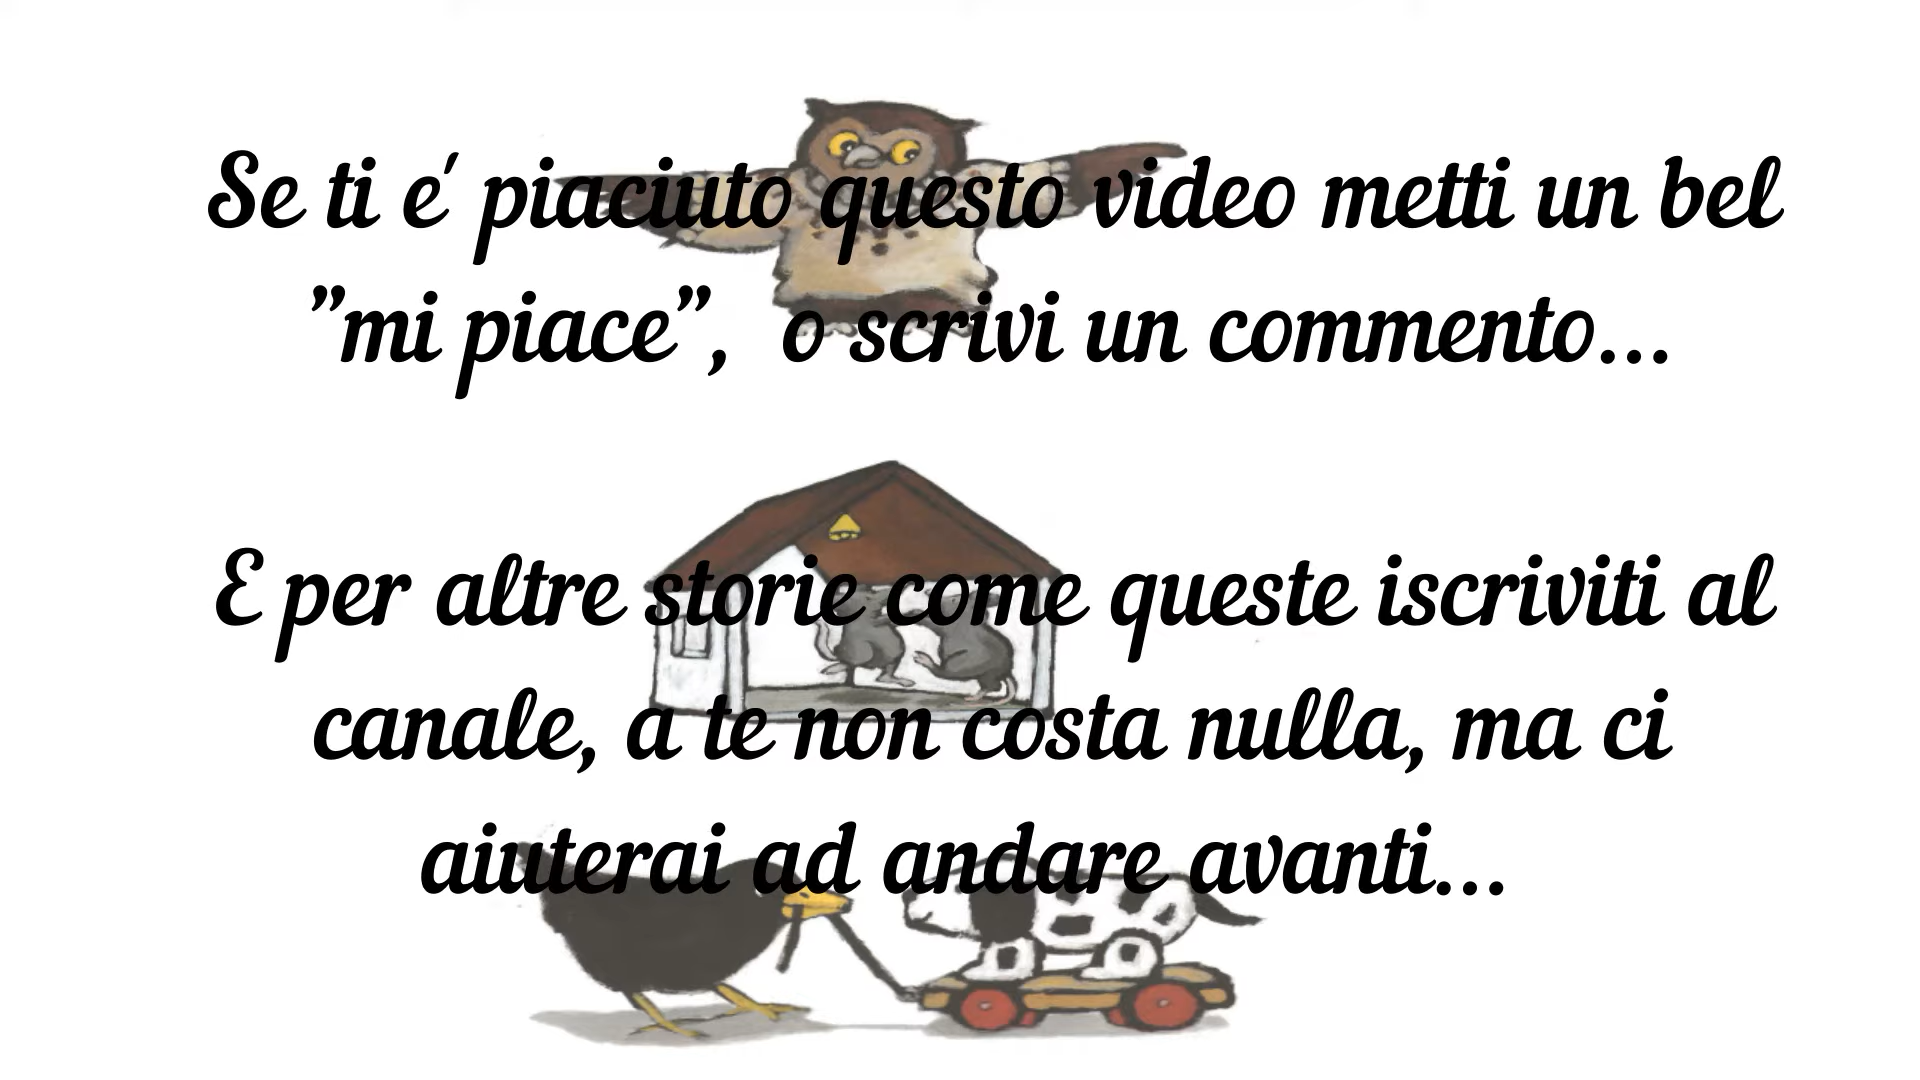 Se ti e' piaciuto questo video metti un bel
"mi piace", o scrivi un commento...
E per altre storie come queste iscriviti al
canale, a te non costa nulla, ma ci
aiuterai ad andare avanti...